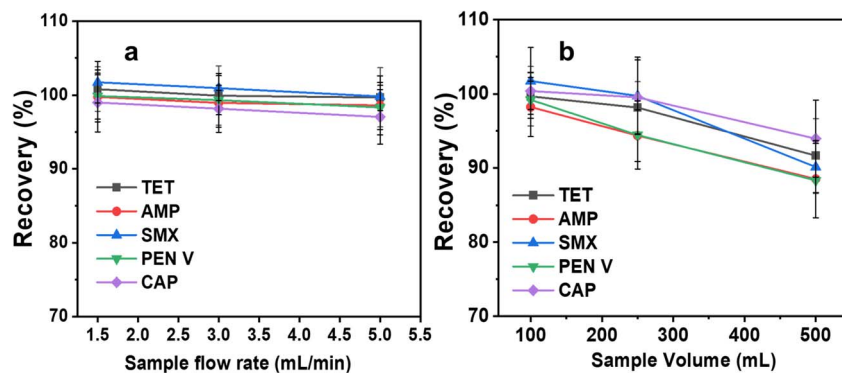 a
Recovery (%)
110
100
90
80
70
TET
AMP
SMX
PEN V
CAP
1.5 2.0 2.5 3.0 3.5 4.0 4.5 5.0 5.5
Sample flow rate (mL/min)
b
Recovery (%)
110
100
90
80
70
TET
AMP
SMX
PEN V
CAP
100 200 300 400 500
Sample Volume (mL)